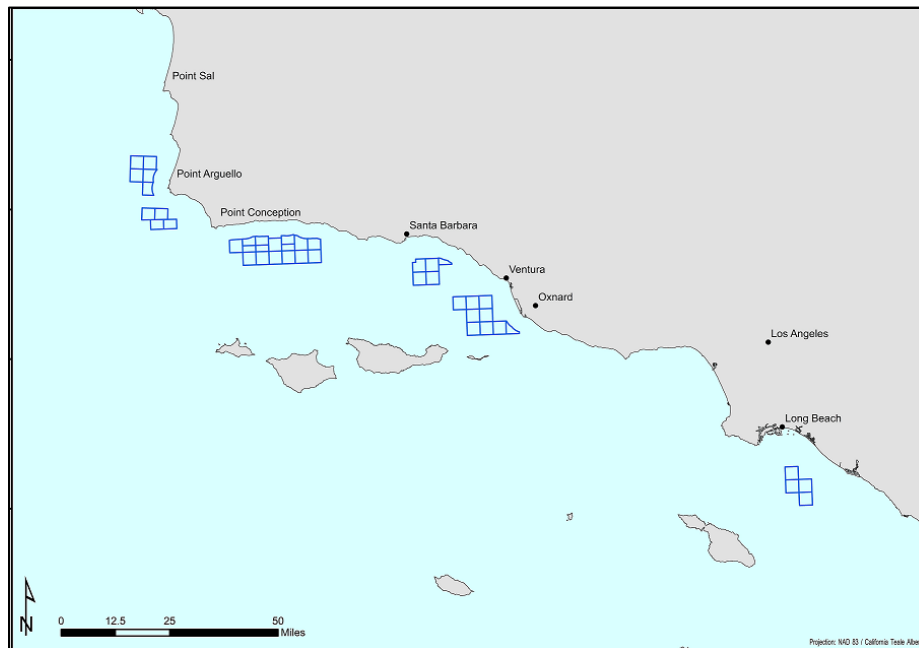 Point Sal
Point Arguello
Point Conception
Santa Barbara
Ventura
Oxnard
Los Angeles
Long Beach
N
0 12.5 25 50
Miles
Projection: NAD 83 / California Teale Alber